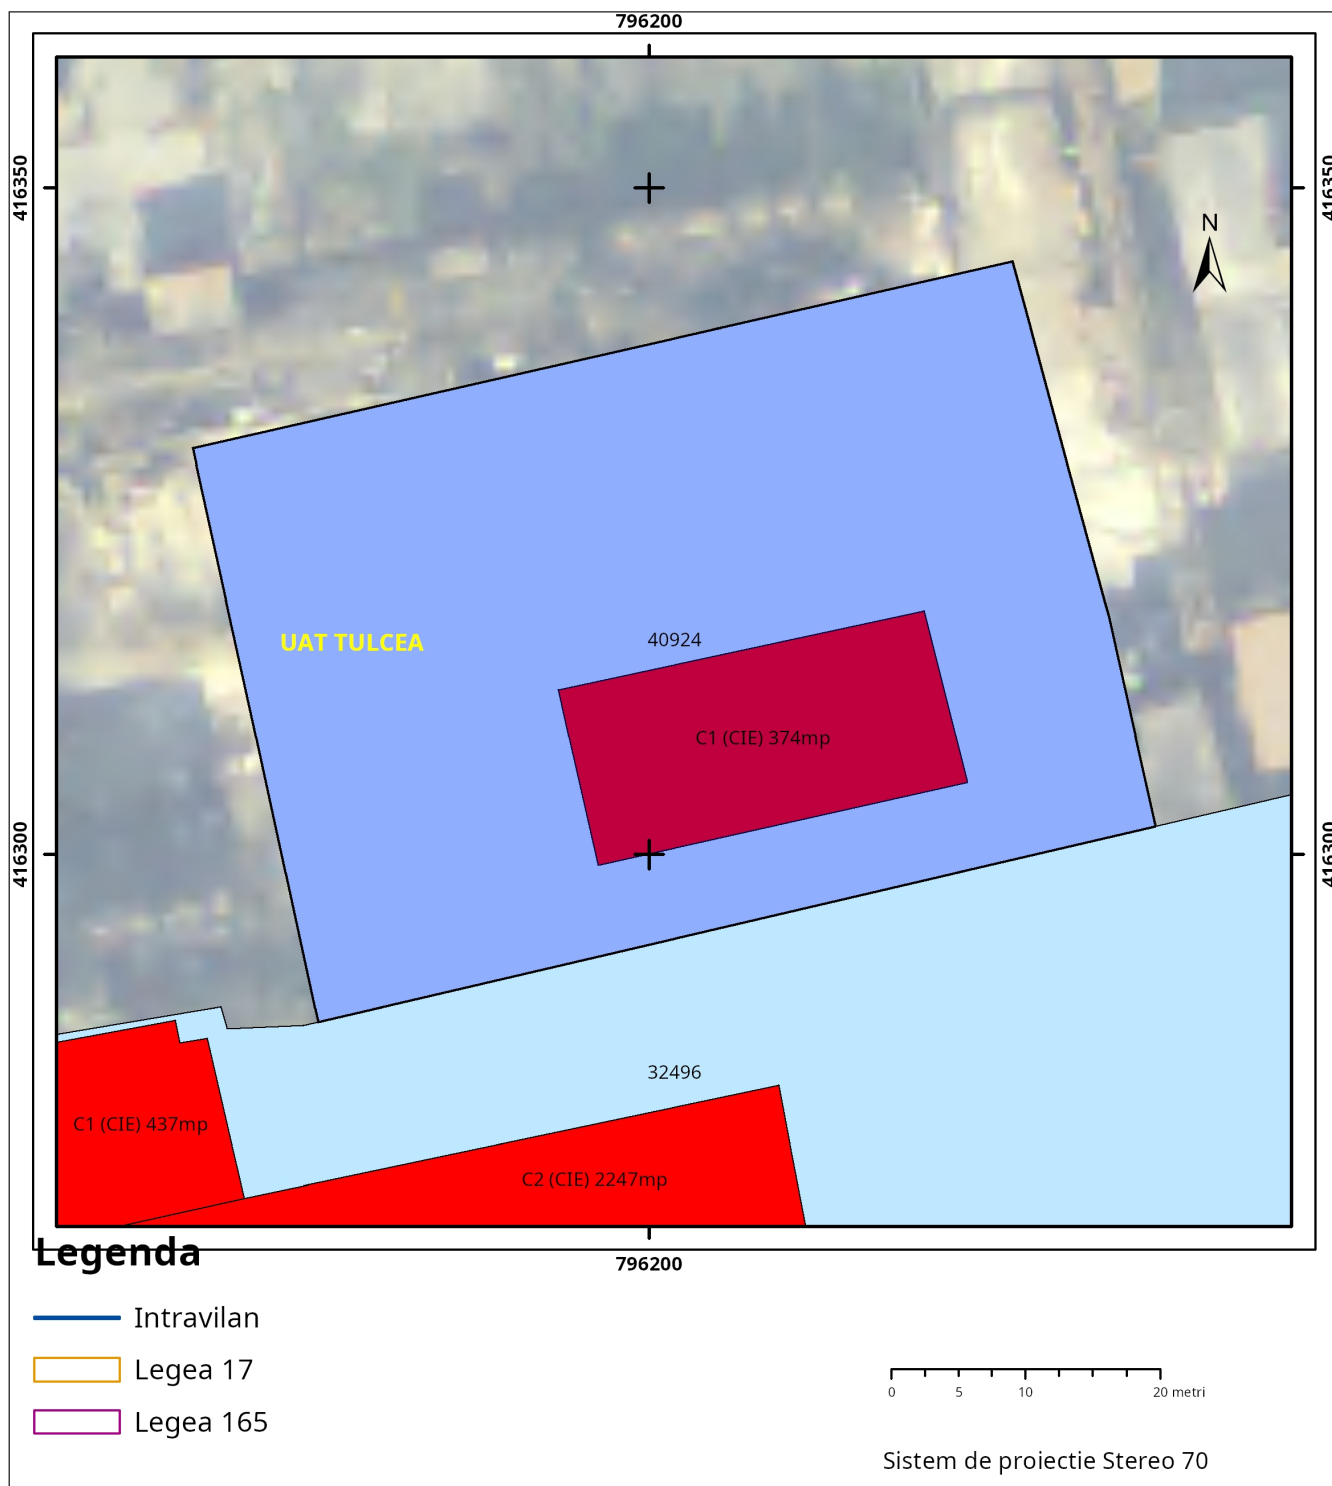 796200
416350
416350
N
UAT TULCEA
40924
C1 (CIE) 374mp
416300
416300
32496
C1 (CIE) 437mp
C2 (CIE) 2247mp
796200
Legenda
Intravilan
Legea 17
Legea 165
0 5 10 20 metri
Sistem de proiectie Stereo 70